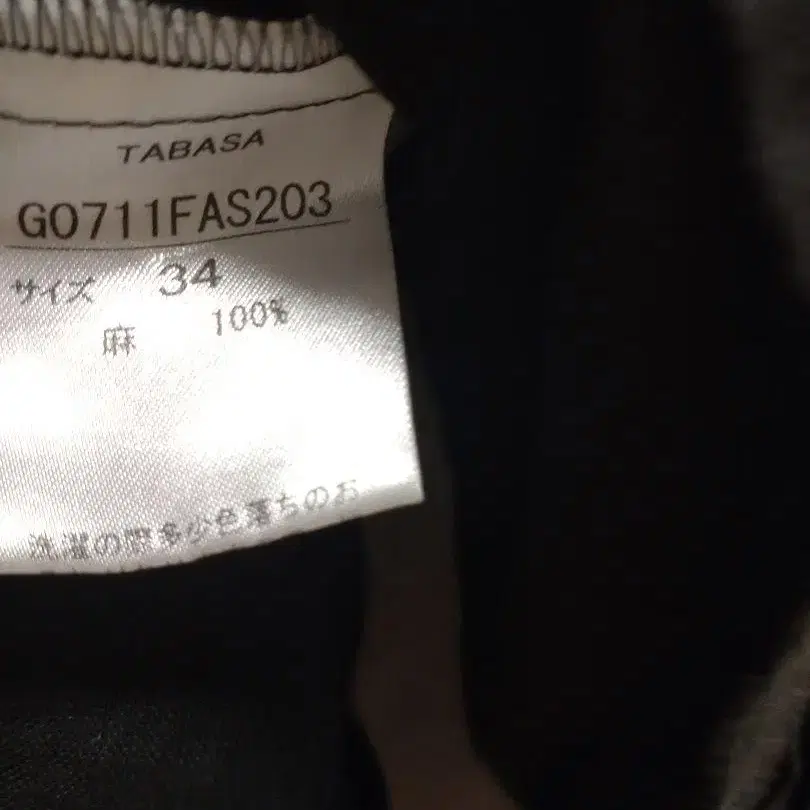 TABASA
G0711FAS203
サイズ 34
麻 100%
洗濯の際多少色落ちのお